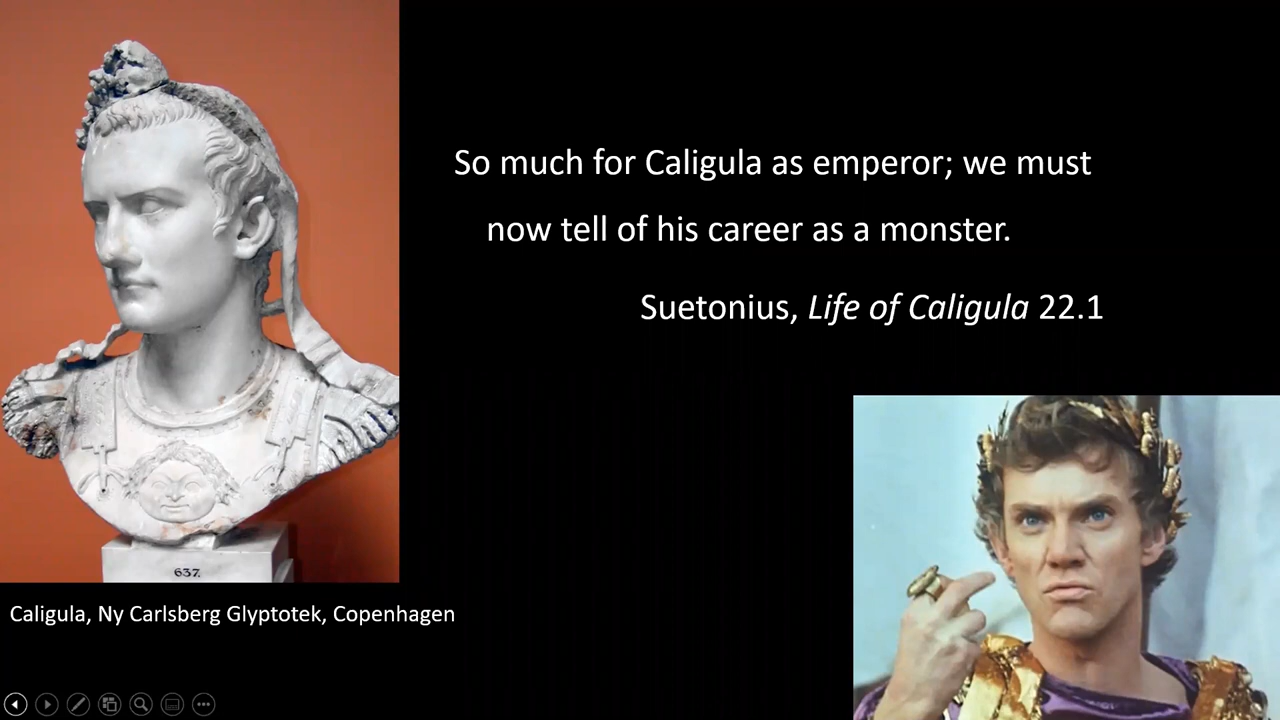 So much for Caligula as emperor; we must
now tell of his career as a monster.
Suetonius, Life of Caligula 22.1
637.
Caligula, Ny Carlsberg Glyptotek, Copenhagen